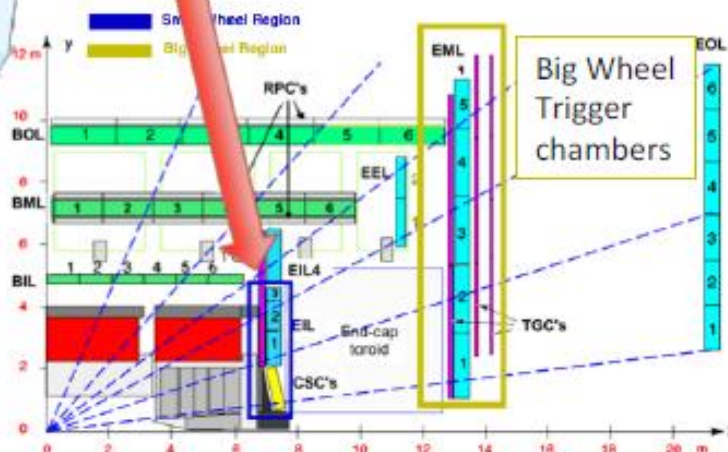 Sm Wheel Region
Big Wheel Region
12 m
y
EML
EOL
Big Wheel
Trigger
chambers
RPC's
10
BOL
1 2 4 5 6
EEL
8
BML
1 2 3 5 6
6
EIL4
BIL
1 2 3 4 5 6
4
EIL
3
2
1
End-cap
toroid
TGC's
2
CSC's
0
1
5
4
3
2
1
6
5
4
3
2
1
0 2 4 6 8 10 12 14 16 18 20 m